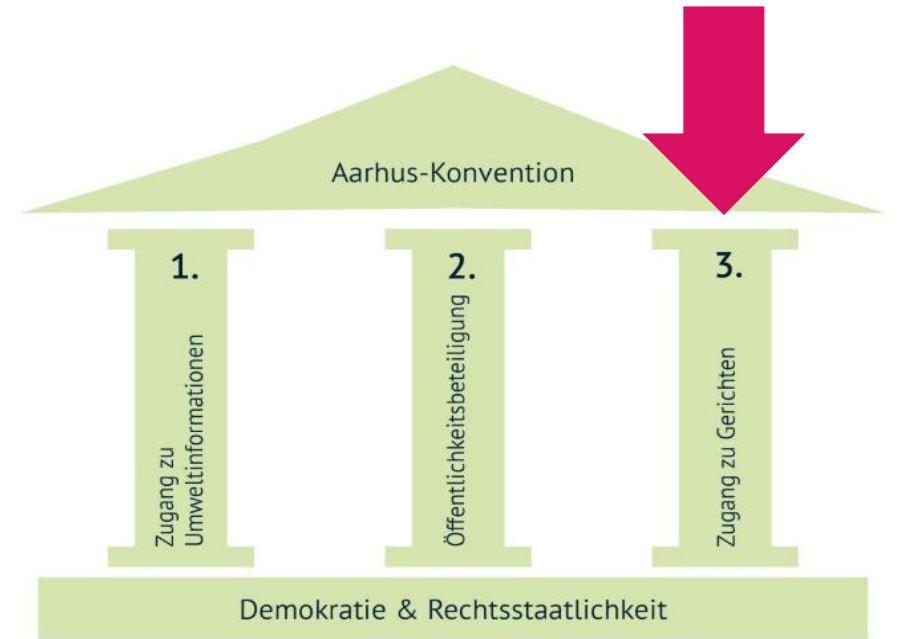 Aarhus-Konvention
1.
Zugang zu
Umweltinformationen
2.
Öffentlichkeitsbeteiligung
3.
Zugang zu Gerichten
Demokratie & Rechtsstaatlichkeit